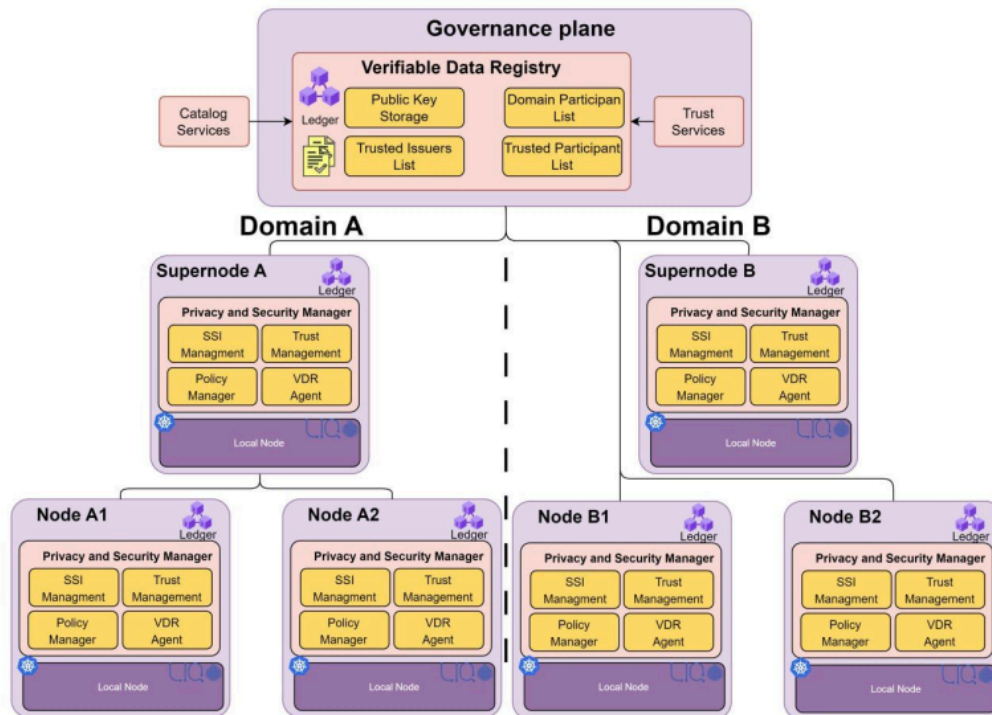 Governance plane
Verifiable Data Registry
Ledger
Public Key
Storage
Domain Participan
List
Trusted Issuers
List
Trusted Participant
List
Catalog
Services
Trust
Services
Domain A
Domain B
Supernode A
Ledger
Privacy and Security Manager
SSI
Managment
Trust
Management
Policy
Manager
VDR
Agent
LIQO
Local Node
Supernode B
Ledger
Privacy and Security Manager
SSI
Managment
Trust
Management
Policy
Manager
VDR
Agent
LIQO
Local Node
Node A1
Ledger
Privacy and Security Manager
SSI
Managment
Trust
Management
Policy
Manager
VDR
Agent
LIQO
Local Node
Node A2
Ledger
Privacy and Security Manager
SSI
Managment
Trust
Management
Policy
Manager
VDR
Agent
LIQO
Local Node
Node B1
Ledger
Privacy and Security Manager
SSI
Managment
Trust
Management
Policy
Manager
VDR
Agent
LIQO
Local Node
Node B2
Ledger
Privacy and Security Manager
SSI
Managment
Trust
Management
Policy
Manager
VDR
Agent
LIQO
Local Node